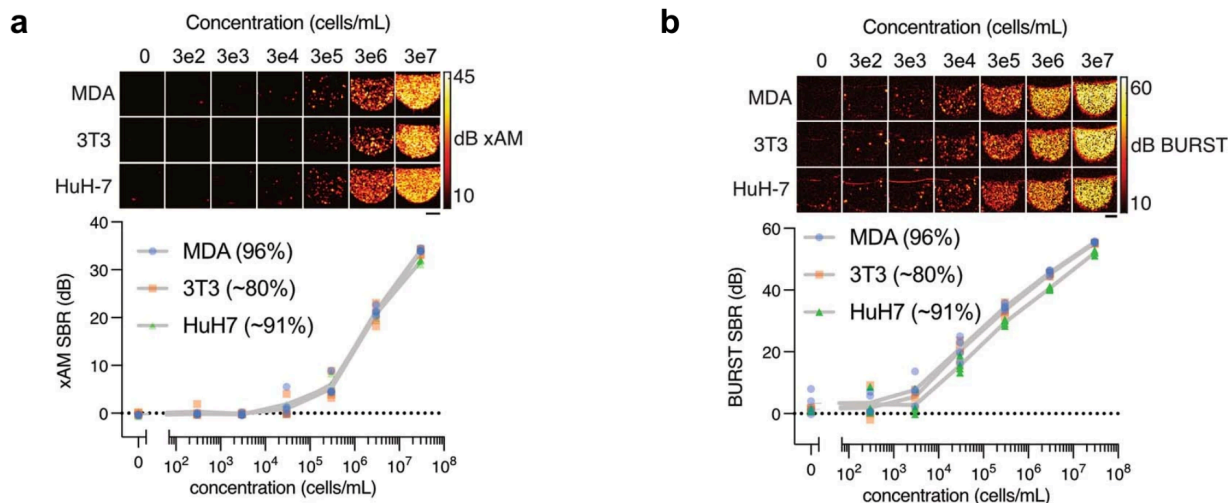 a
Concentration (cells/mL)
0 3e2 3e3 3e4 3e5 3e6 3e7
MDA
3T3
HuH-7
45
dB xAM
10
40
30
20
10
0
xAM SBR (dB)
MDA (96%)
3T3 (~80%)
HuH7 (~91%)
0 10² 10³ 10⁴ 10⁵ 10⁶ 10⁷ 10⁸
concentration (cells/mL)
b
Concentration (cells/mL)
0 3e2 3e3 3e4 3e5 3e6 3e7
MDA
3T3
HuH-7
60
dB BURST
10
60
40
20
0
BURST SBR (dB)
MDA (96%)
3T3 (~80%)
HuH7 (~91%)
0 10² 10³ 10⁴ 10⁵ 10⁶ 10⁷ 10⁸
concentration (cells/mL)